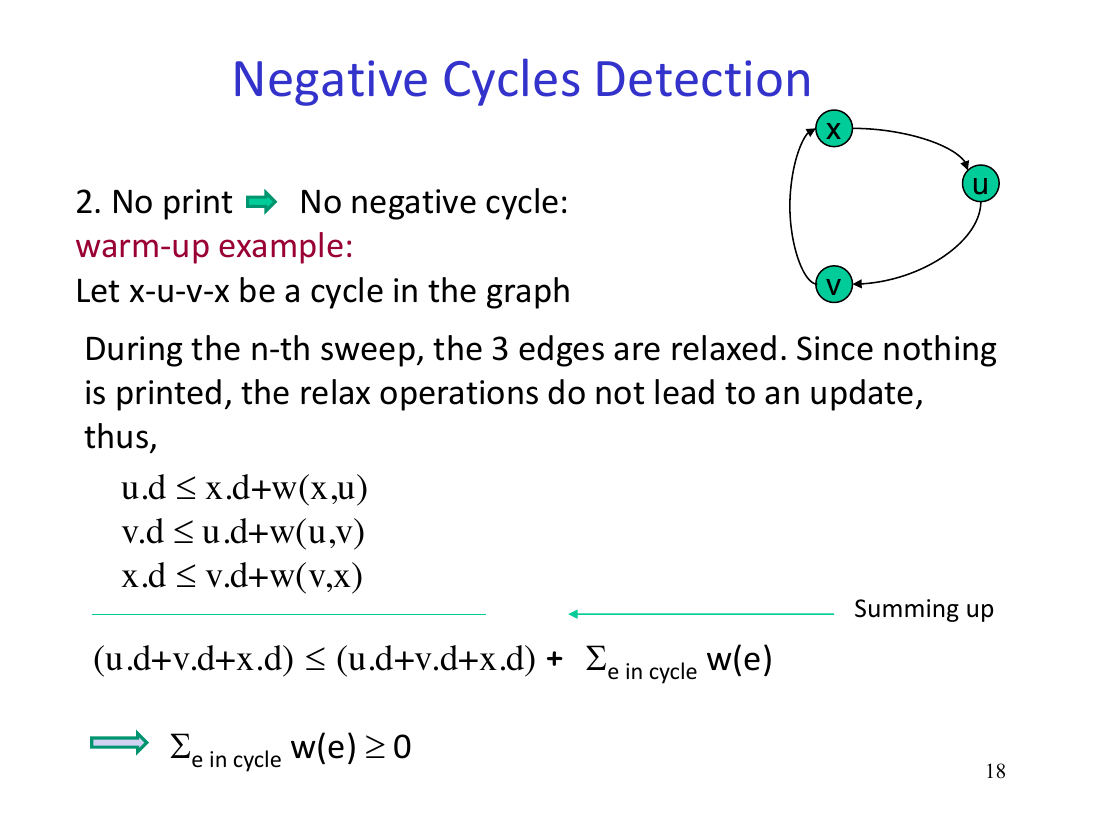 Negative Cycles Detection
x
u
v
2. No print No negative cycle:
warm-up example:
Let x-u-v-x be a cycle in the graph
During the n-th sweep, the 3 edges are relaxed. Since nothing
is printed, the relax operations do not lead to an update,
thus,
u.d ≤ x.d+w(x,u)
v.d ≤ u.d+w(u,v)
x.d ≤ v.d+w(v,x)
Summing up
(u.d+v.d+x.d) ≤ (u.d+v.d+x.d) + Σe in cycle w(e)
Σe in cycle w(e) ≥ 0
18